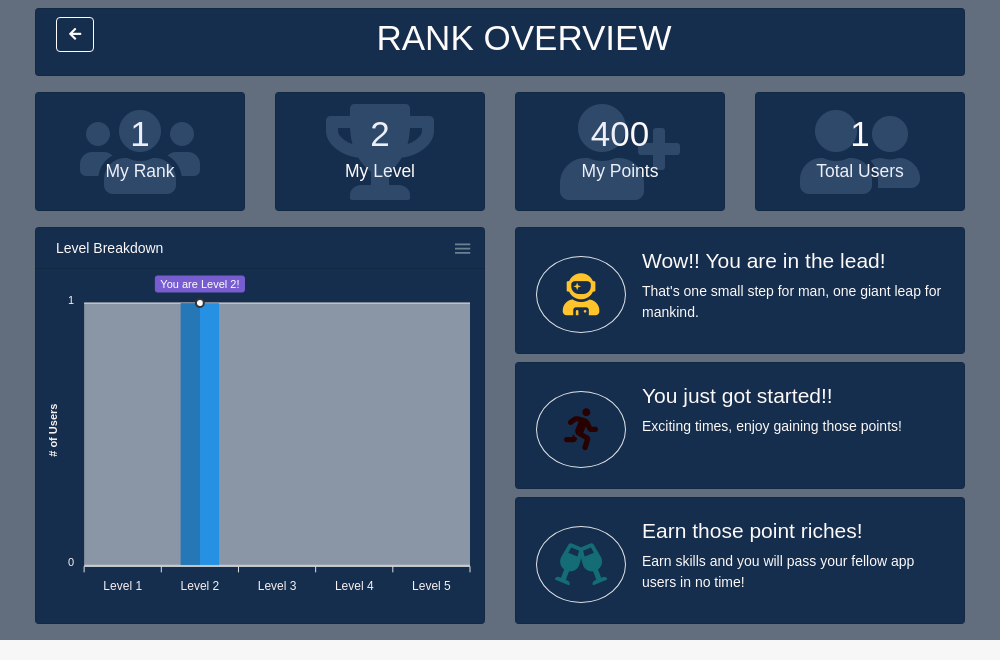 RANK OVERVIEW
1
My Rank
2
My Level
400
My Points
1
Total Users
Level Breakdown
You are Level 2!
1
# of Users
0
Level 1 Level 2 Level 3 Level 4 Level 5
Wow!! You are in the lead!
That's one small step for man, one giant leap for
mankind.
You just got started!!
Exciting times, enjoy gaining those points!
Earn those point riches!
Earn skills and you will pass your fellow app
users in no time!